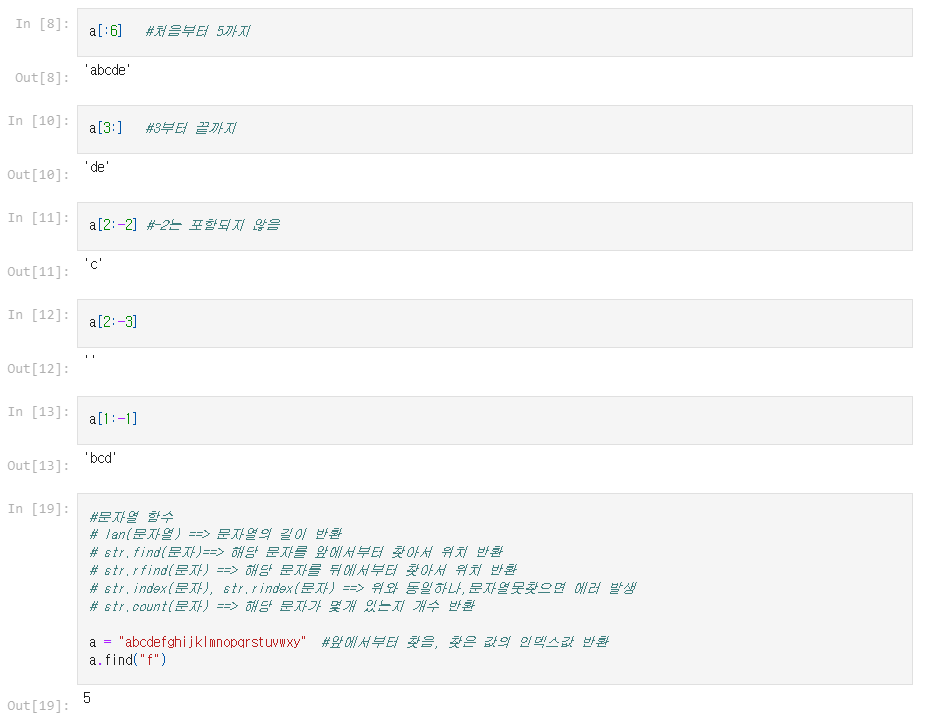 In [8]:
a[:6]   #처음부터 5까지
Out[8]:
'abcde'
In [10]:
a[3:]   #3부터 끝까지
Out[10]:
'de'
In [11]:
a[2:-2] #-2는 포함되지 않음
Out[11]:
'c'
In [12]:
a[2:-3]
Out[12]:
''
In [13]:
a[1:-1]
Out[13]:
'bcd'
In [19]:
#문자열 함수
# lan(문자열) ==> 문자열의 길이 반환
# str.find(문자)==> 해당 문자를 앞에서부터 찾아서 위치 반환
# str.rfind(문자) ==> 해당 문자를 뒤에서부터 찾아서 위치 반환
# str.index(문자), str.rindex(문자) ==> 위와 동일하나,문자열못찾으면 에러 발생
# str.count(문자) ==> 해당 문자가 몇개 있는지 개수 반환
a = "abcdefghijklmnopqrstuvwxy"  #앞에서부터 찾음, 찾은 값의 인덱스값 반환
a.find("f")
Out[19]:
5